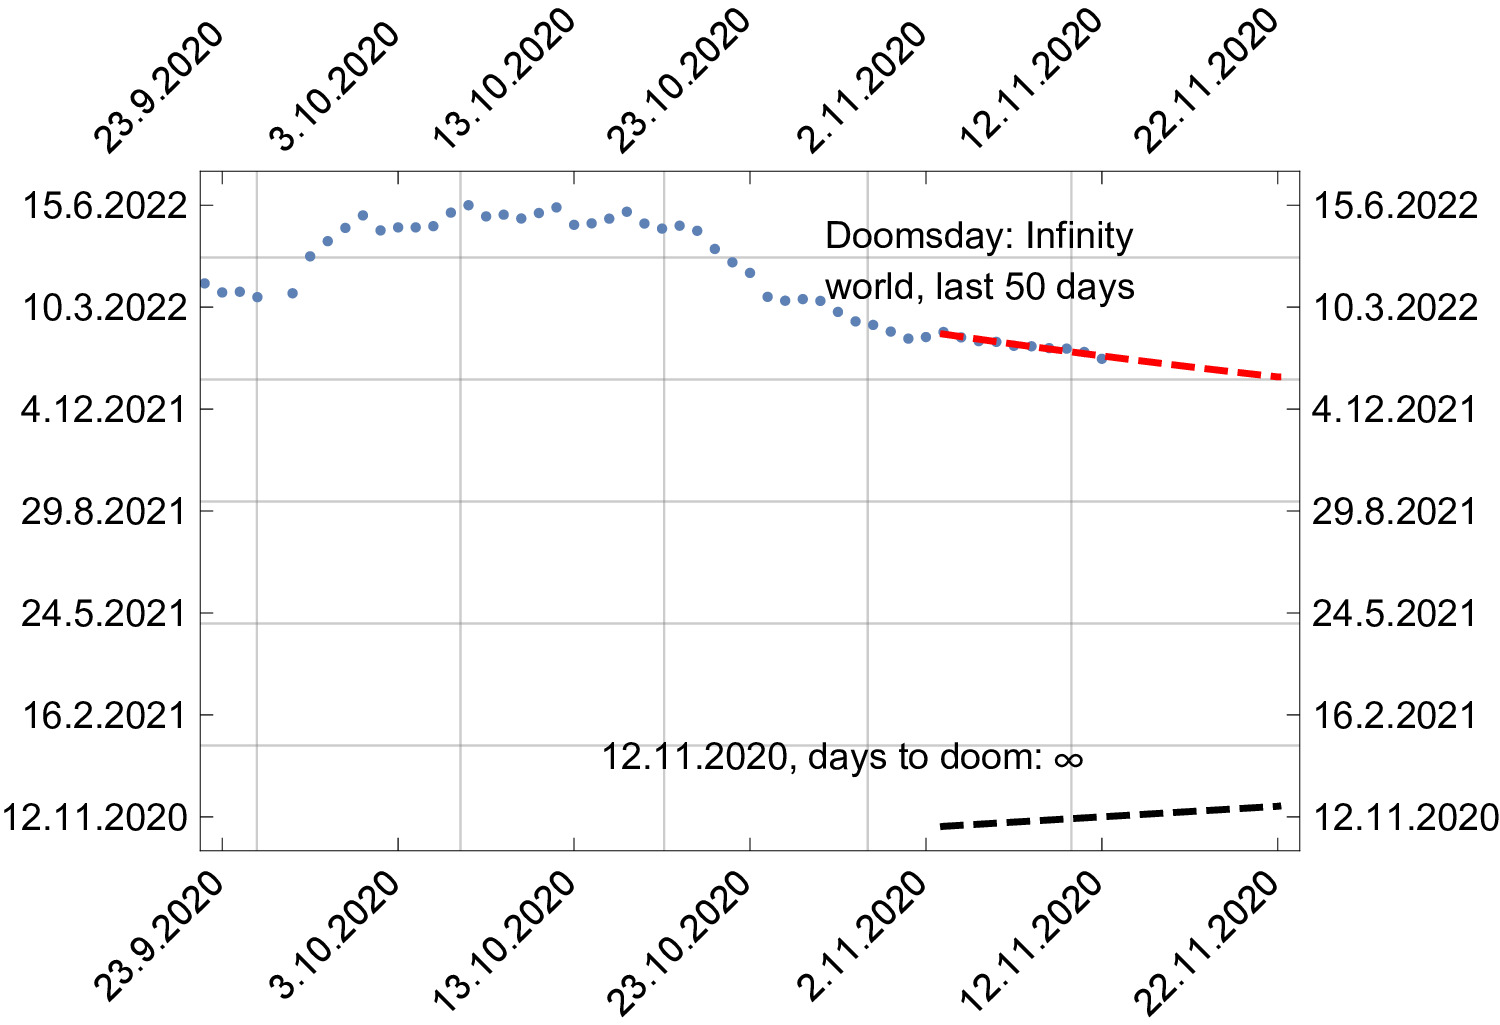 23.9.2020 3.10.2020 13.10.2020 23.10.2020 2.11.2020 12.11.2020 22.11.2020
15.6.2022 15.6.2022
Doomsday: Infinity
world, last 50 days
10.3.2022 10.3.2022
4.12.2021 4.12.2021
29.8.2021 29.8.2021
24.5.2021 24.5.2021
16.2.2021 16.2.2021
12.11.2020, days to doom: ∞
12.11.2020 12.11.2020
23.9.2020 3.10.2020 13.10.2020 23.10.2020 2.11.2020 12.11.2020 22.11.2020